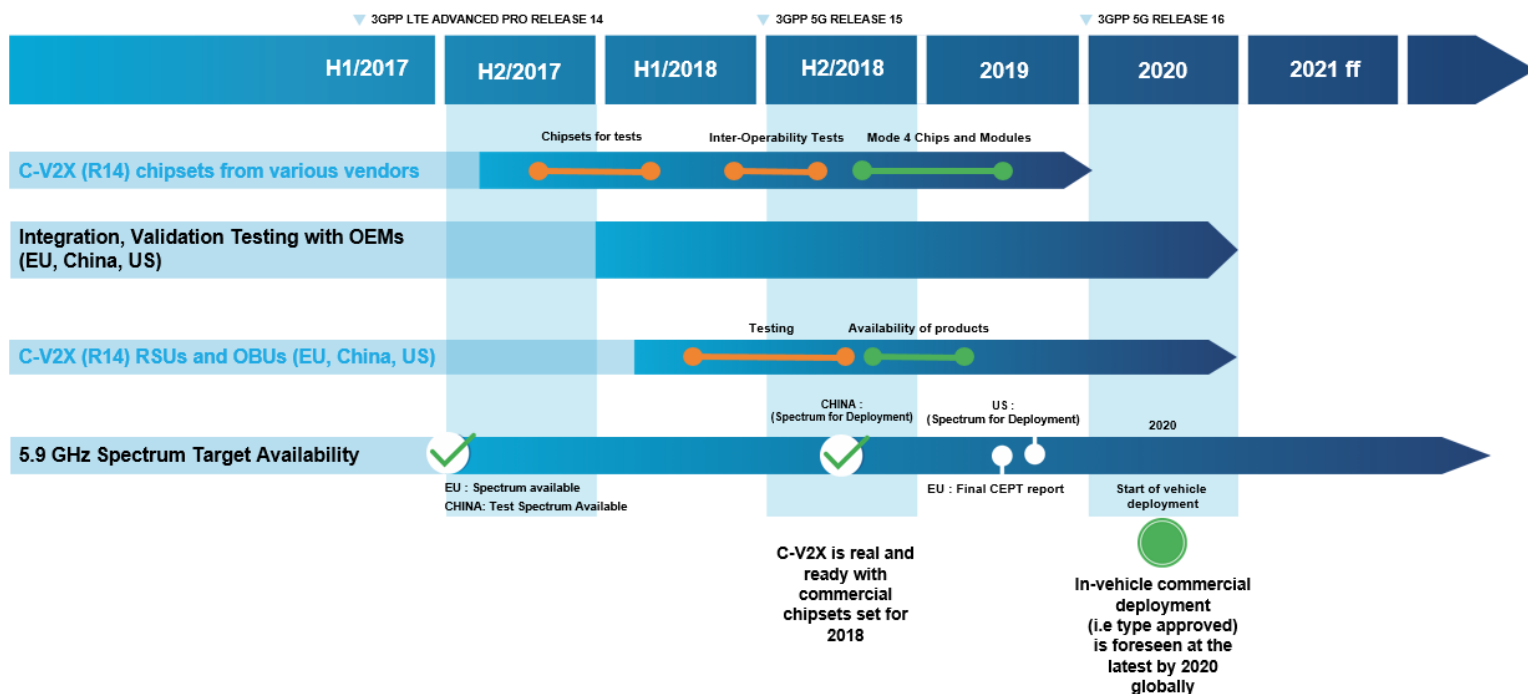 3GPP LTE ADVANCED PRO RELEASE 14
3GPP 5G RELEASE 15
3GPP 5G RELEASE 16
H1/2017
H2/2017
H1/2018
H2/2018
2019
2020
2021 ff
Chipsets for tests
Inter-Operability Tests
Mode 4 Chips and Modules
C-V2X (R14) chipsets from various vendors
Integration, Validation Testing with OEMs
(EU, China, US)
Testing
Availability of products
C-V2X (R14) RSUs and OBUs (EU, China, US)
CHINA :
(Spectrum for Deployment)
US :
(Spectrum for Deployment)
2020
5.9 GHz Spectrum Target Availability
EU : Spectrum available
CHINA: Test Spectrum Available
EU : Final CEPT report
Start of vehicle
deployment
C-V2X is real and
ready with
commercial
chipsets set for
2018
In-vehicle commercial
deployment
(i.e type approved)
is foreseen at the
latest by 2020
globally